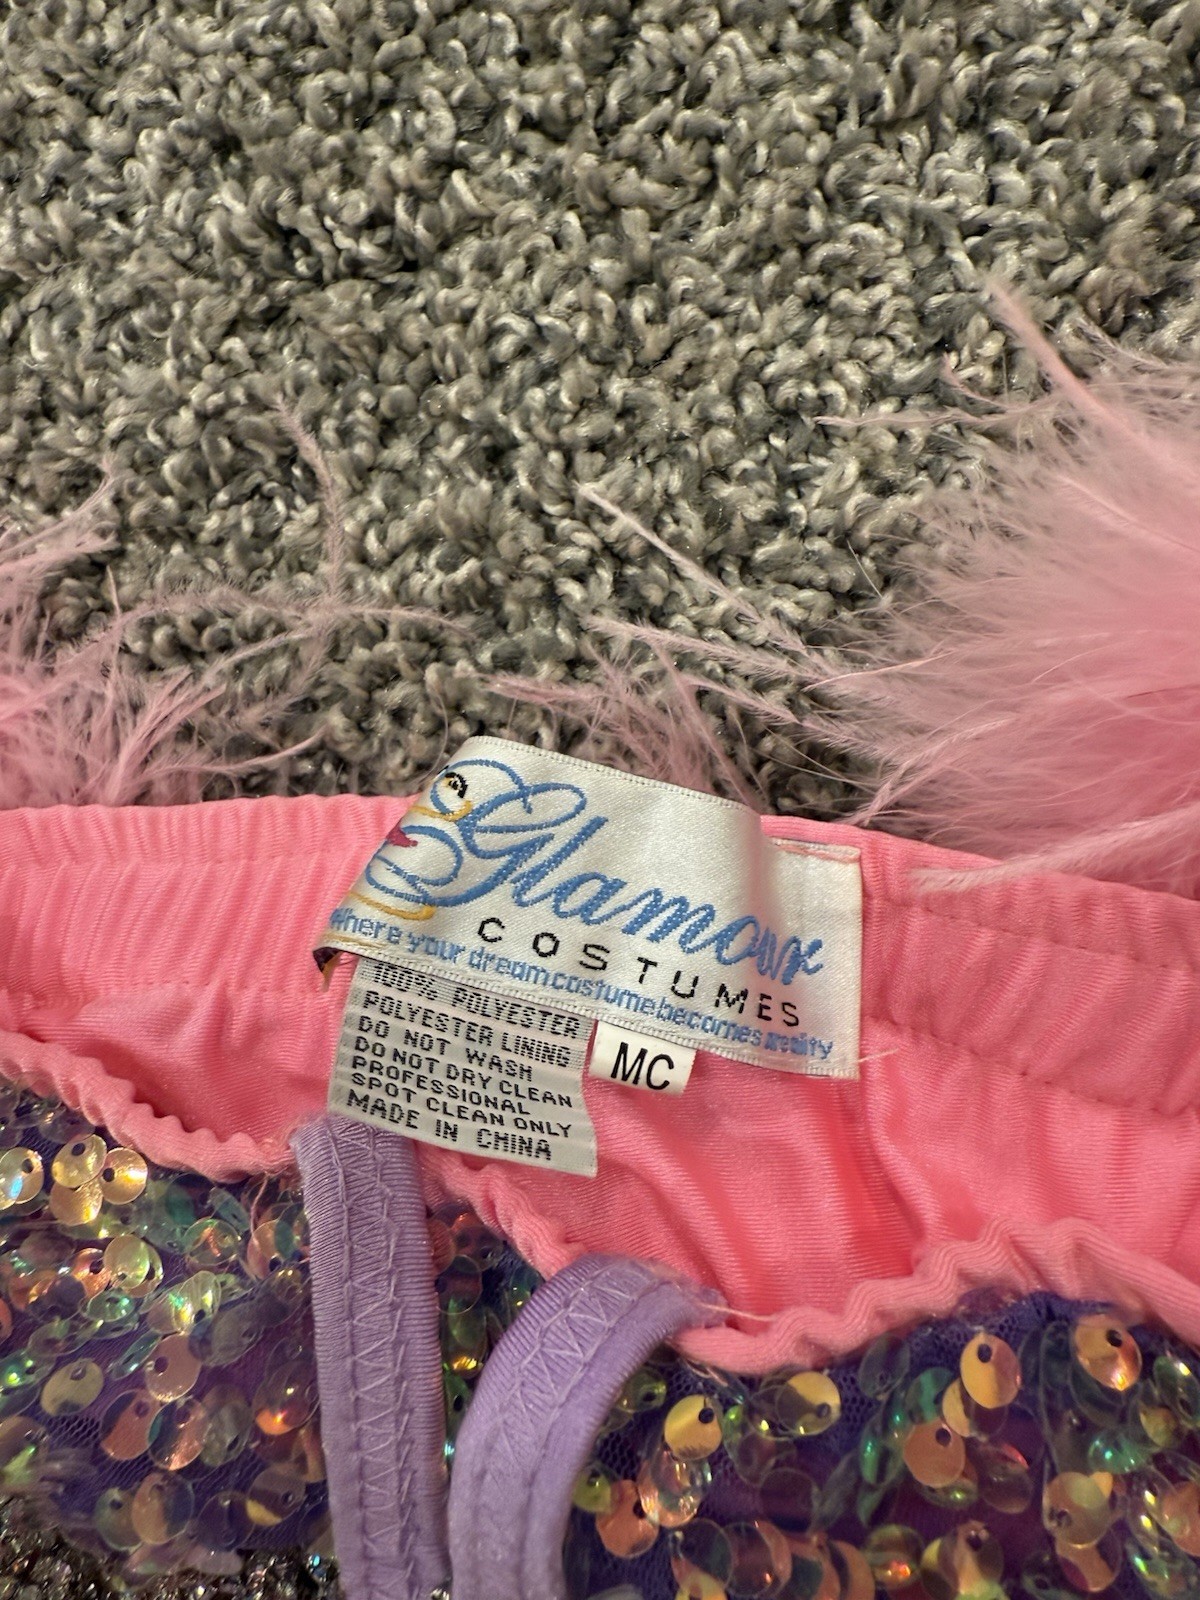 Glamour
COSTUMES
Where your dream costume becomes reality
100% POLYESTER
POLYESTER LINING
DO NOT WASH
DO NOT DRY CLEAN
PROFESSIONAL
SPOT CLEAN ONLY
MADE IN CHINA
MC